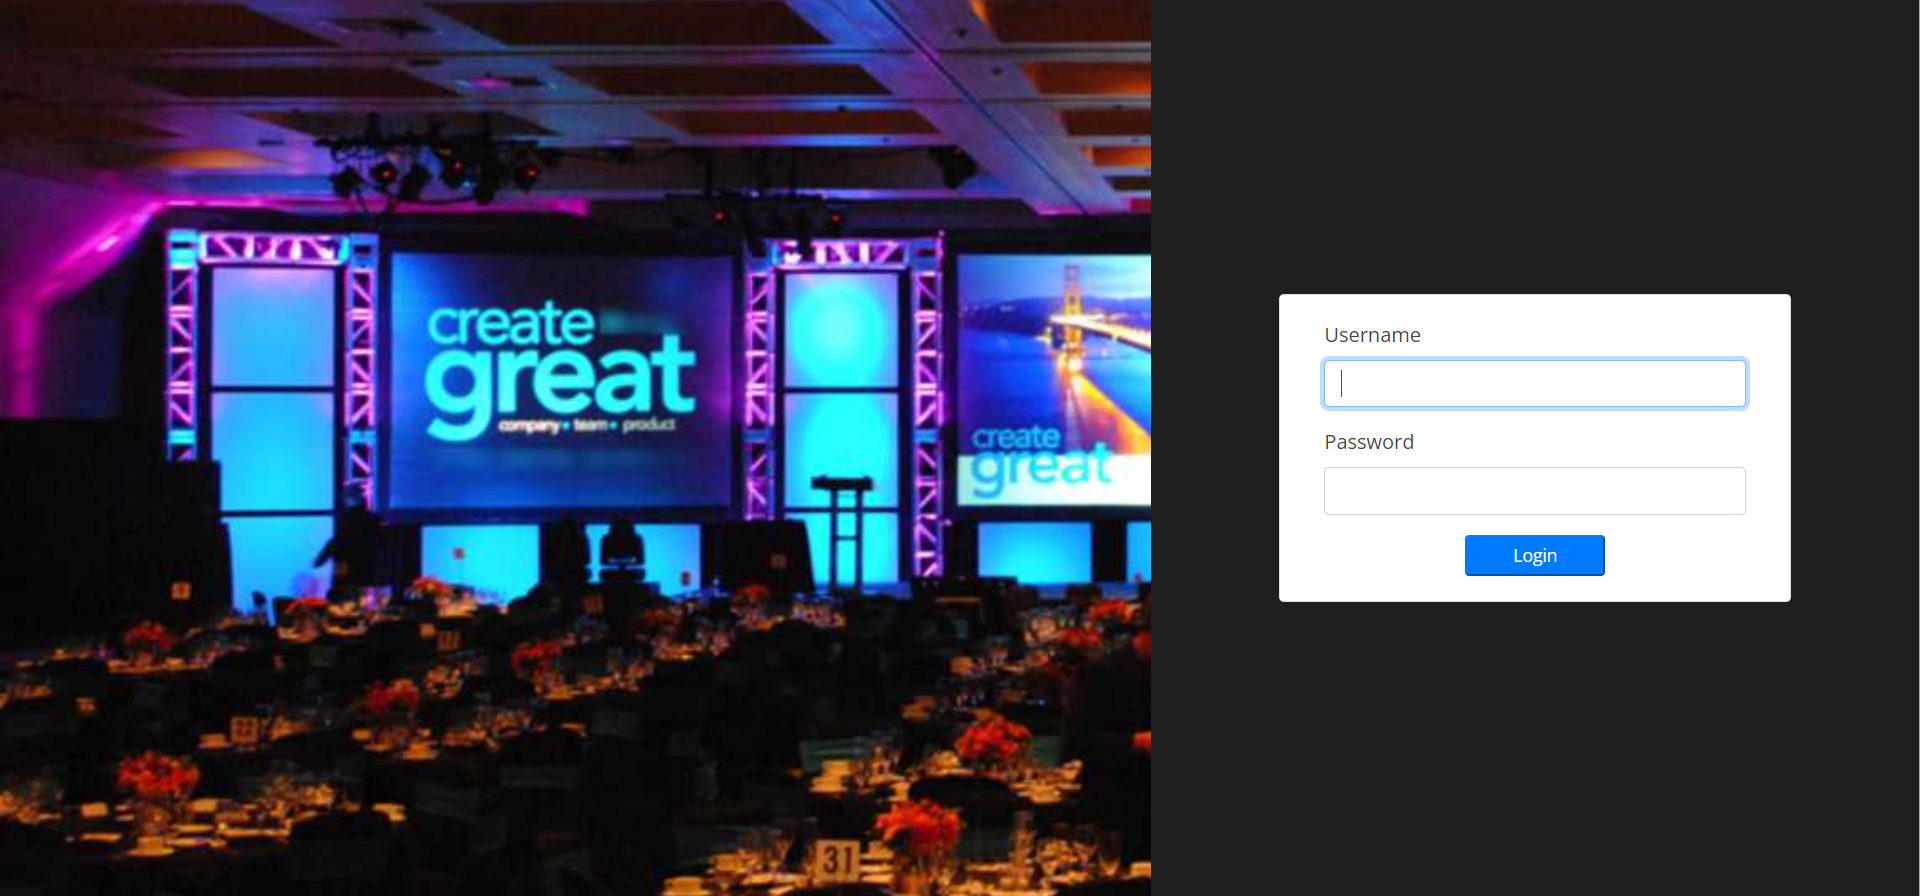 create
great
company • team • product
create
great
31
Username
Password
Login